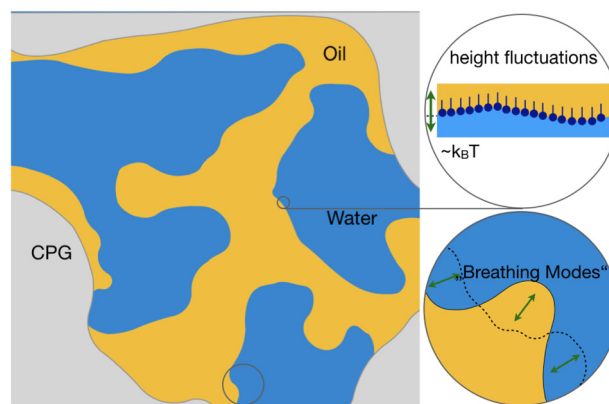 Oil
Water
CPG
height fluctuations
~kBT
„Breathing Modes“